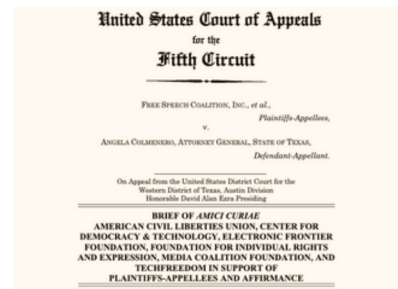 United States Court of Appeals
for the
Fifth Circuit
FREE SPEECH COALITION, INC., et al.,
Plaintiffs-Appellees,
v.
ANGELA COLMENERO, ATTORNEY GENERAL, STATE OF TEXAS,
Defendant-Appellant.
On Appeal from the United States District Court for the
Western District of Texas, Austin Division
Honorable David Alan Ezra Presiding
BRIEF OF AMICI CURIAE
AMERICAN CIVIL LIBERTIES UNION, CENTER FOR
DEMOCRACY & TECHNOLOGY, ELECTRONIC FRONTIER
FOUNDATION, FOUNDATION FOR INDIVIDUAL RIGHTS
AND EXPRESSION, MEDIA COALITION FOUNDATION, AND
TECHFREEDOM IN SUPPORT OF
PLAINTIFFS-APPELLEES AND AFFIRMANCE